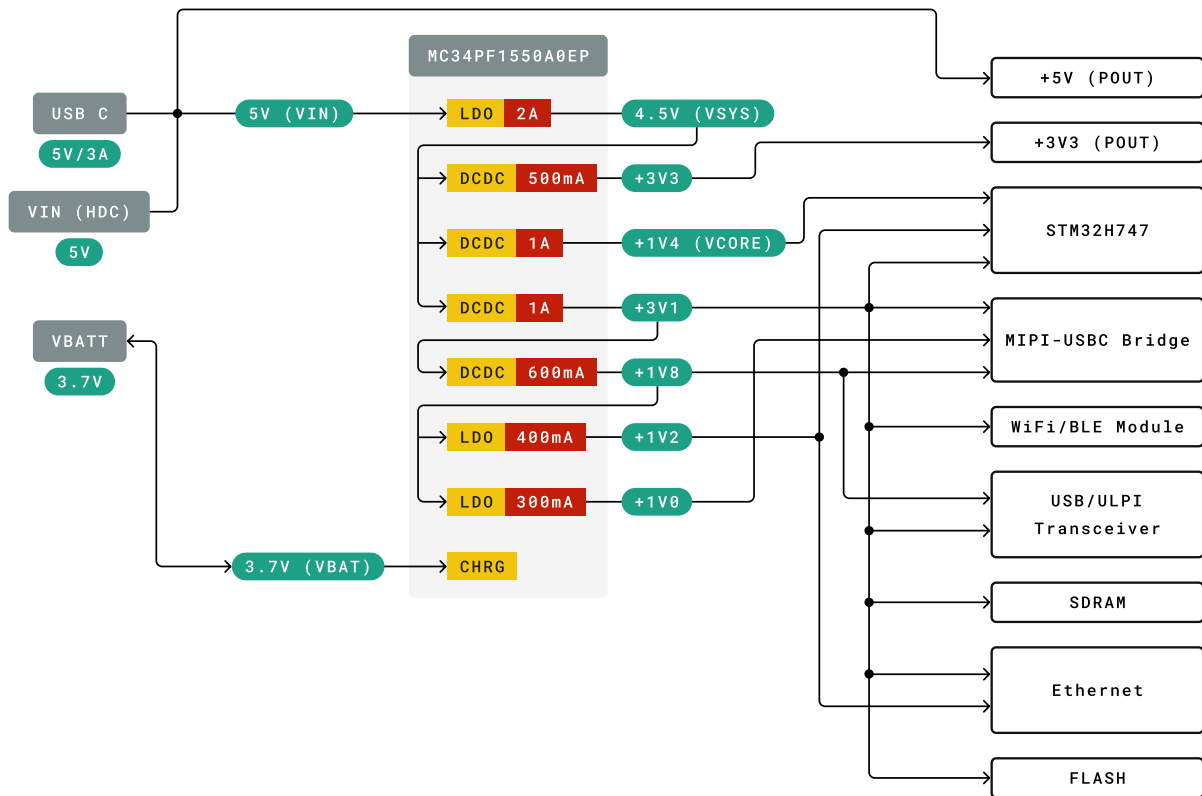 MC34PF1550A0EP
+5V (POUT)
USB C
5V (VIN)
LDO 2A
4.5V (VSYS)
5V/3A
+3V3 (POUT)
DCDC 500mA
+3V3
VIN (HDC)
5V
DCDC 1A
+1V4 (VCORE)
STM32H747
DCDC 1A
+3V1
VBATT
3.7V
MIPI-USBC Bridge
DCDC 600mA
+1V8
LDO 400mA
+1V2
WiFi/BLE Module
LDO 300mA
+1V0
USB/ULPI
Transceiver
3.7V (VBAT)
CHRG
SDRAM
Ethernet
FLASH